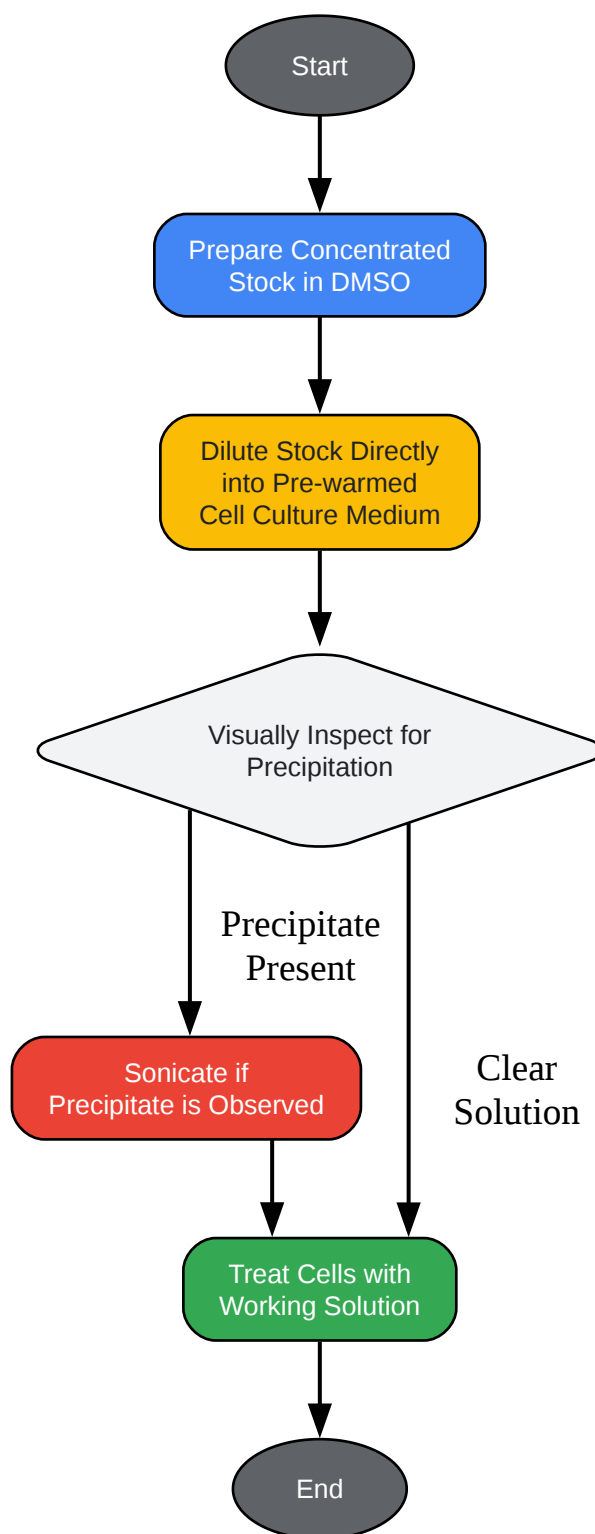 Start
Prepare Concentrated
Stock in DMSO
Dilute Stock Directly
into Pre-warmed
Cell Culture Medium
Visually Inspect for
Precipitation
Precipitate
Present
Sonicate if
Precipitate is Observed
Clear
Solution
Treat Cells with
Working Solution
End